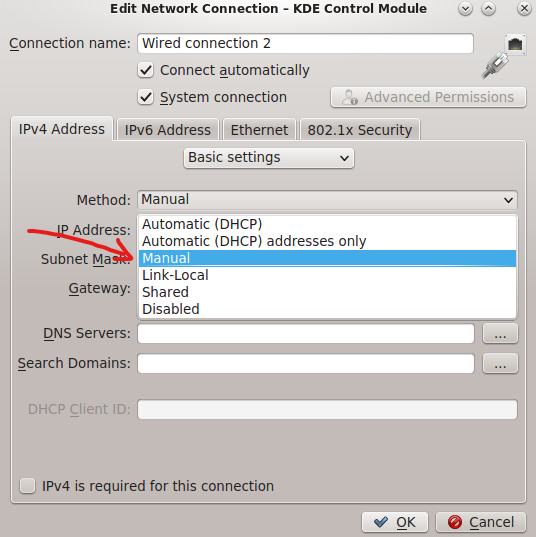 Edit Network Connection – KDE Control Module
Connection name: Wired connection 2
Connect automatically
System connection Advanced Permissions
IPv4 Address IPv6 Address Ethernet 802.1x Security
Basic settings
Method: Manual
IP Address:
Automatic (DHCP)
Automatic (DHCP) addresses only
Subnet Mask: Manual
Link-Local
Gateway: Shared
Disabled
DNS Servers: ...
Search Domains: ...
DHCP Client ID:
IPv4 is required for this connection
OK Cancel